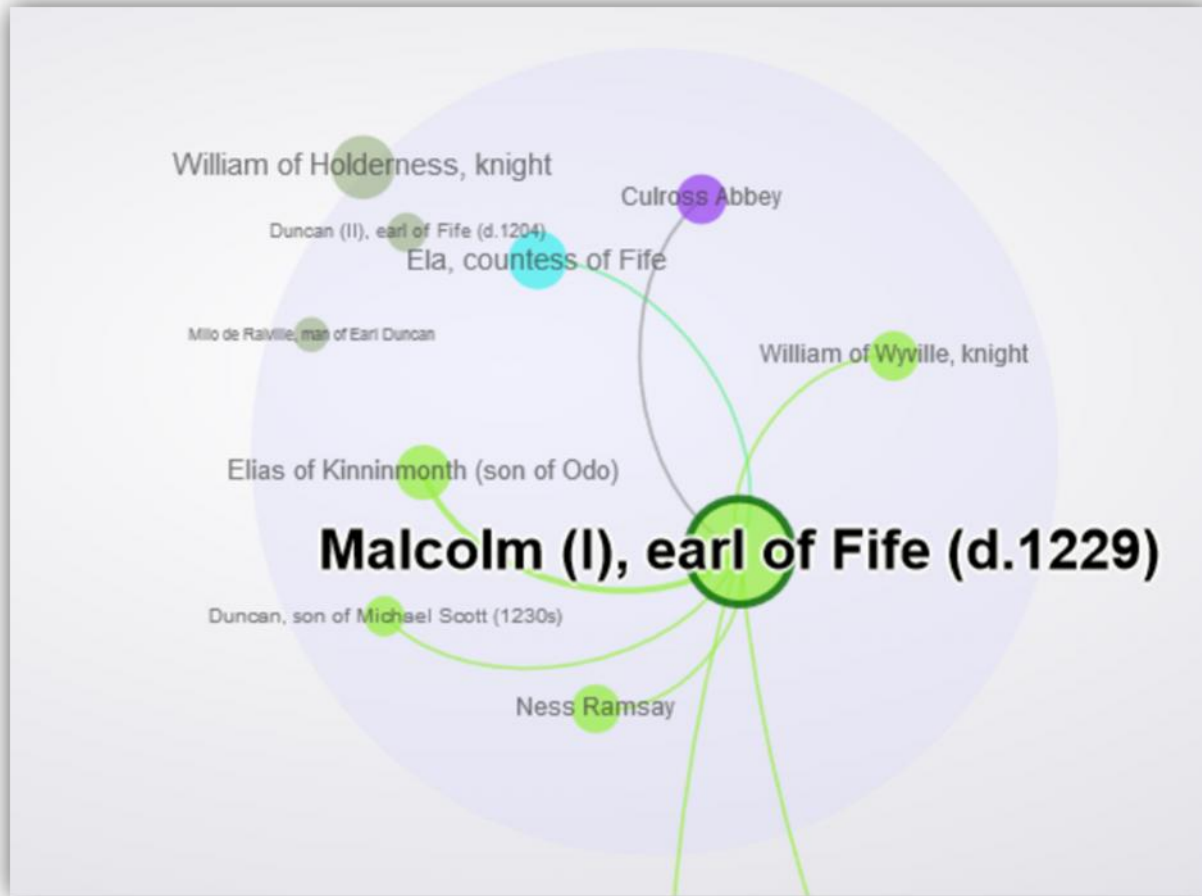 William of Holderness, knight
Culross Abbey
Duncan (II), earl of Fife (d.1204)
Ela, countess of Fife
Milo de Raiville, man of Earl Duncan
William of Wyville, knight
Elias of Kinninmonth (son of Odo)
Malcolm (I), earl of Fife (d.1229)
Duncan, son of Michael Scott (1230s)
Ness Ramsay